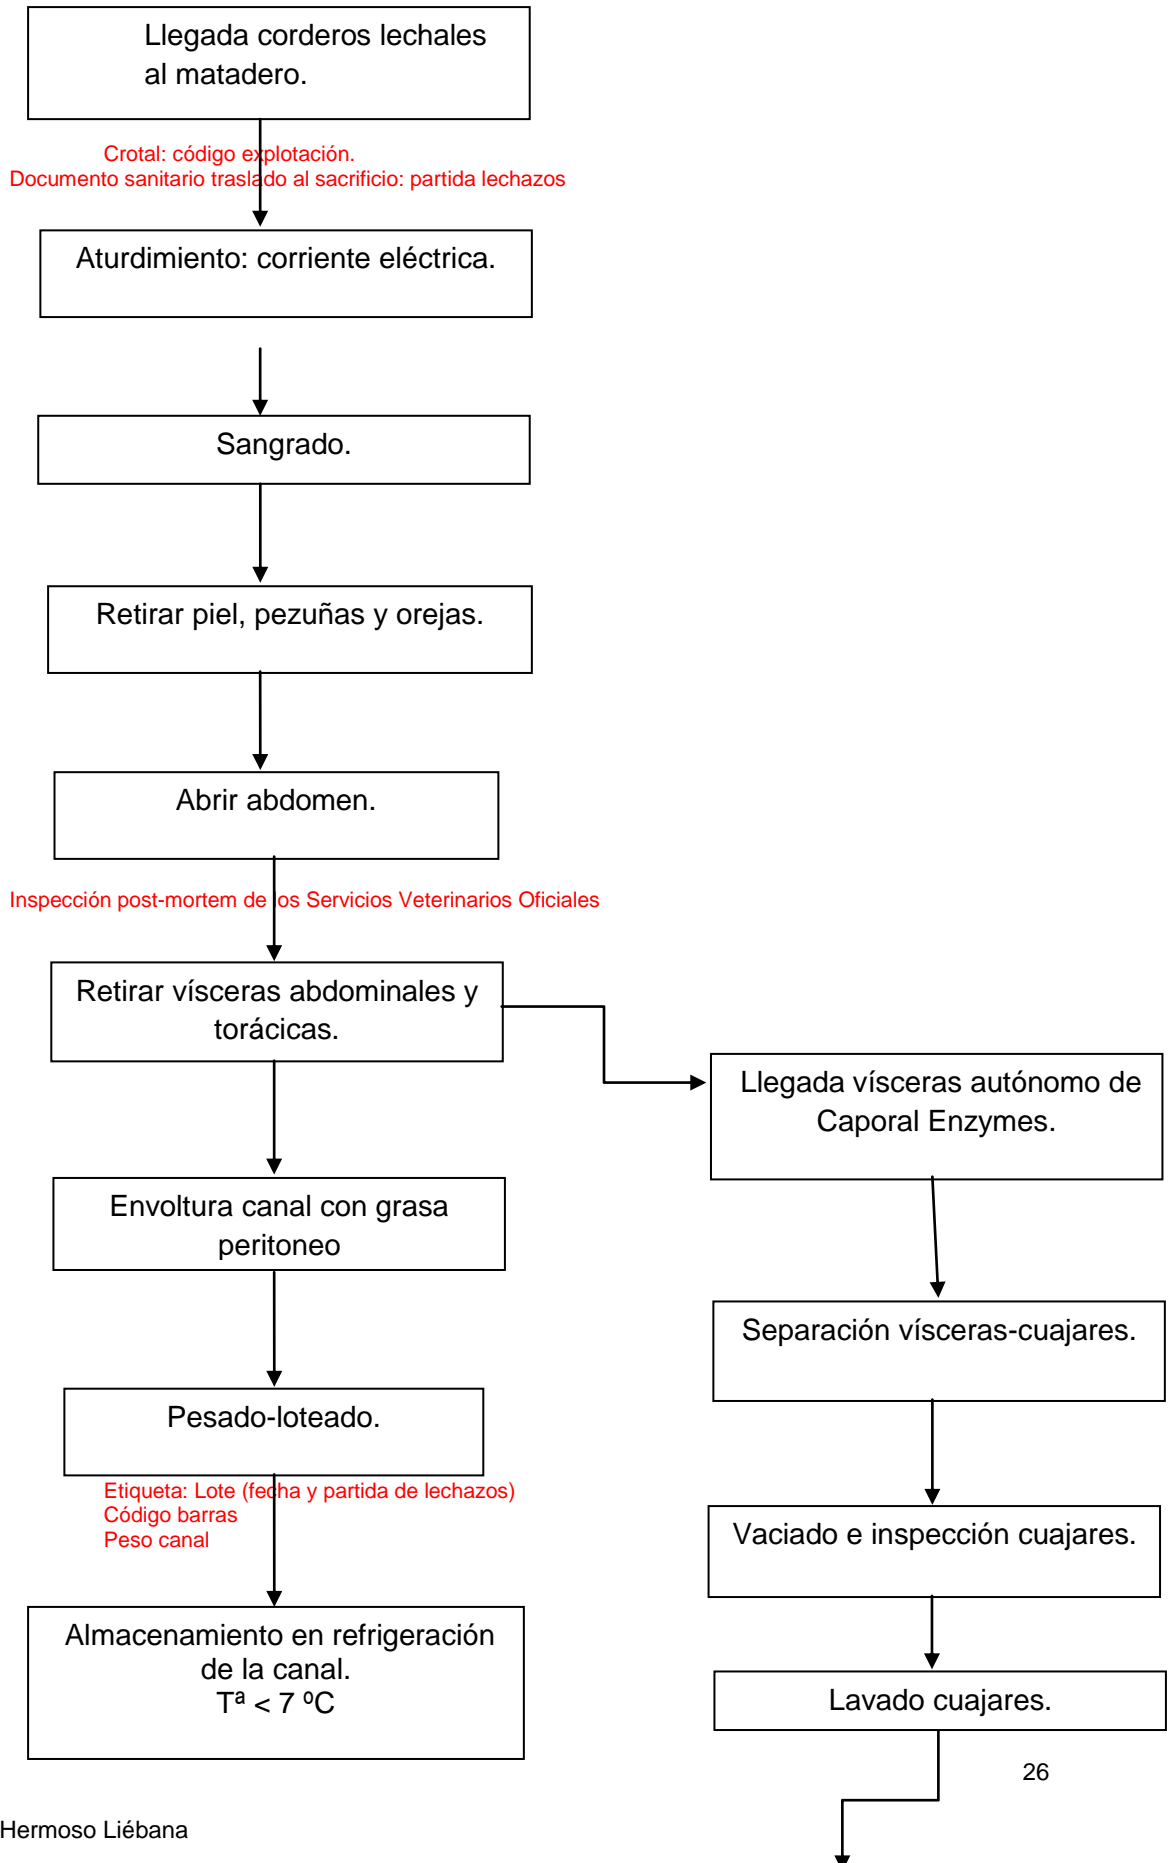 Llegada corderos lechales
al matadero.
Crotal: código explotación.
Documento sanitario traslado al sacrificio: partida lechazos
Aturdimiento: corriente eléctrica.
Sangrado.
Retirar piel, pezuñas y orejas.
Abrir abdomen.
Inspección post-mortem de los Servicios Veterinarios Oficiales
Retirar vísceras abdominales y
torácicas.
Envoltura canal con grasa
peritoneo
Pesado-loteado.
Etiqueta: Lote (fecha y partida de lechazos)
Código barras
Peso canal
Almacenamiento en refrigeración
de la canal.
Tª < 7 ºC
Llegada vísceras autónomo de
Caporal Enzymes.
Separación vísceras-cuajares.
Vaciado e inspección cuajares.
Lavado cuajares.
26
Hermoso Liébana